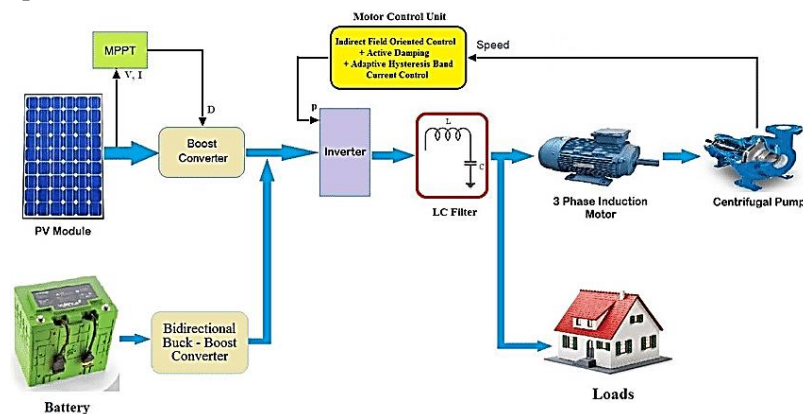 Motor Control Unit
Indirect Field Oriented Control
+ Active Damping
+ Adaptive Hysteresis Band
Current Control
Speed
MPPT
V, I
D
P
Boost
Converter
Inverter
L
C
LC Filter
PV Module
3 Phase Induction
Motor
Centrifugal Pump
Bidirectional
Buck - Boost
Converter
Battery
Loads